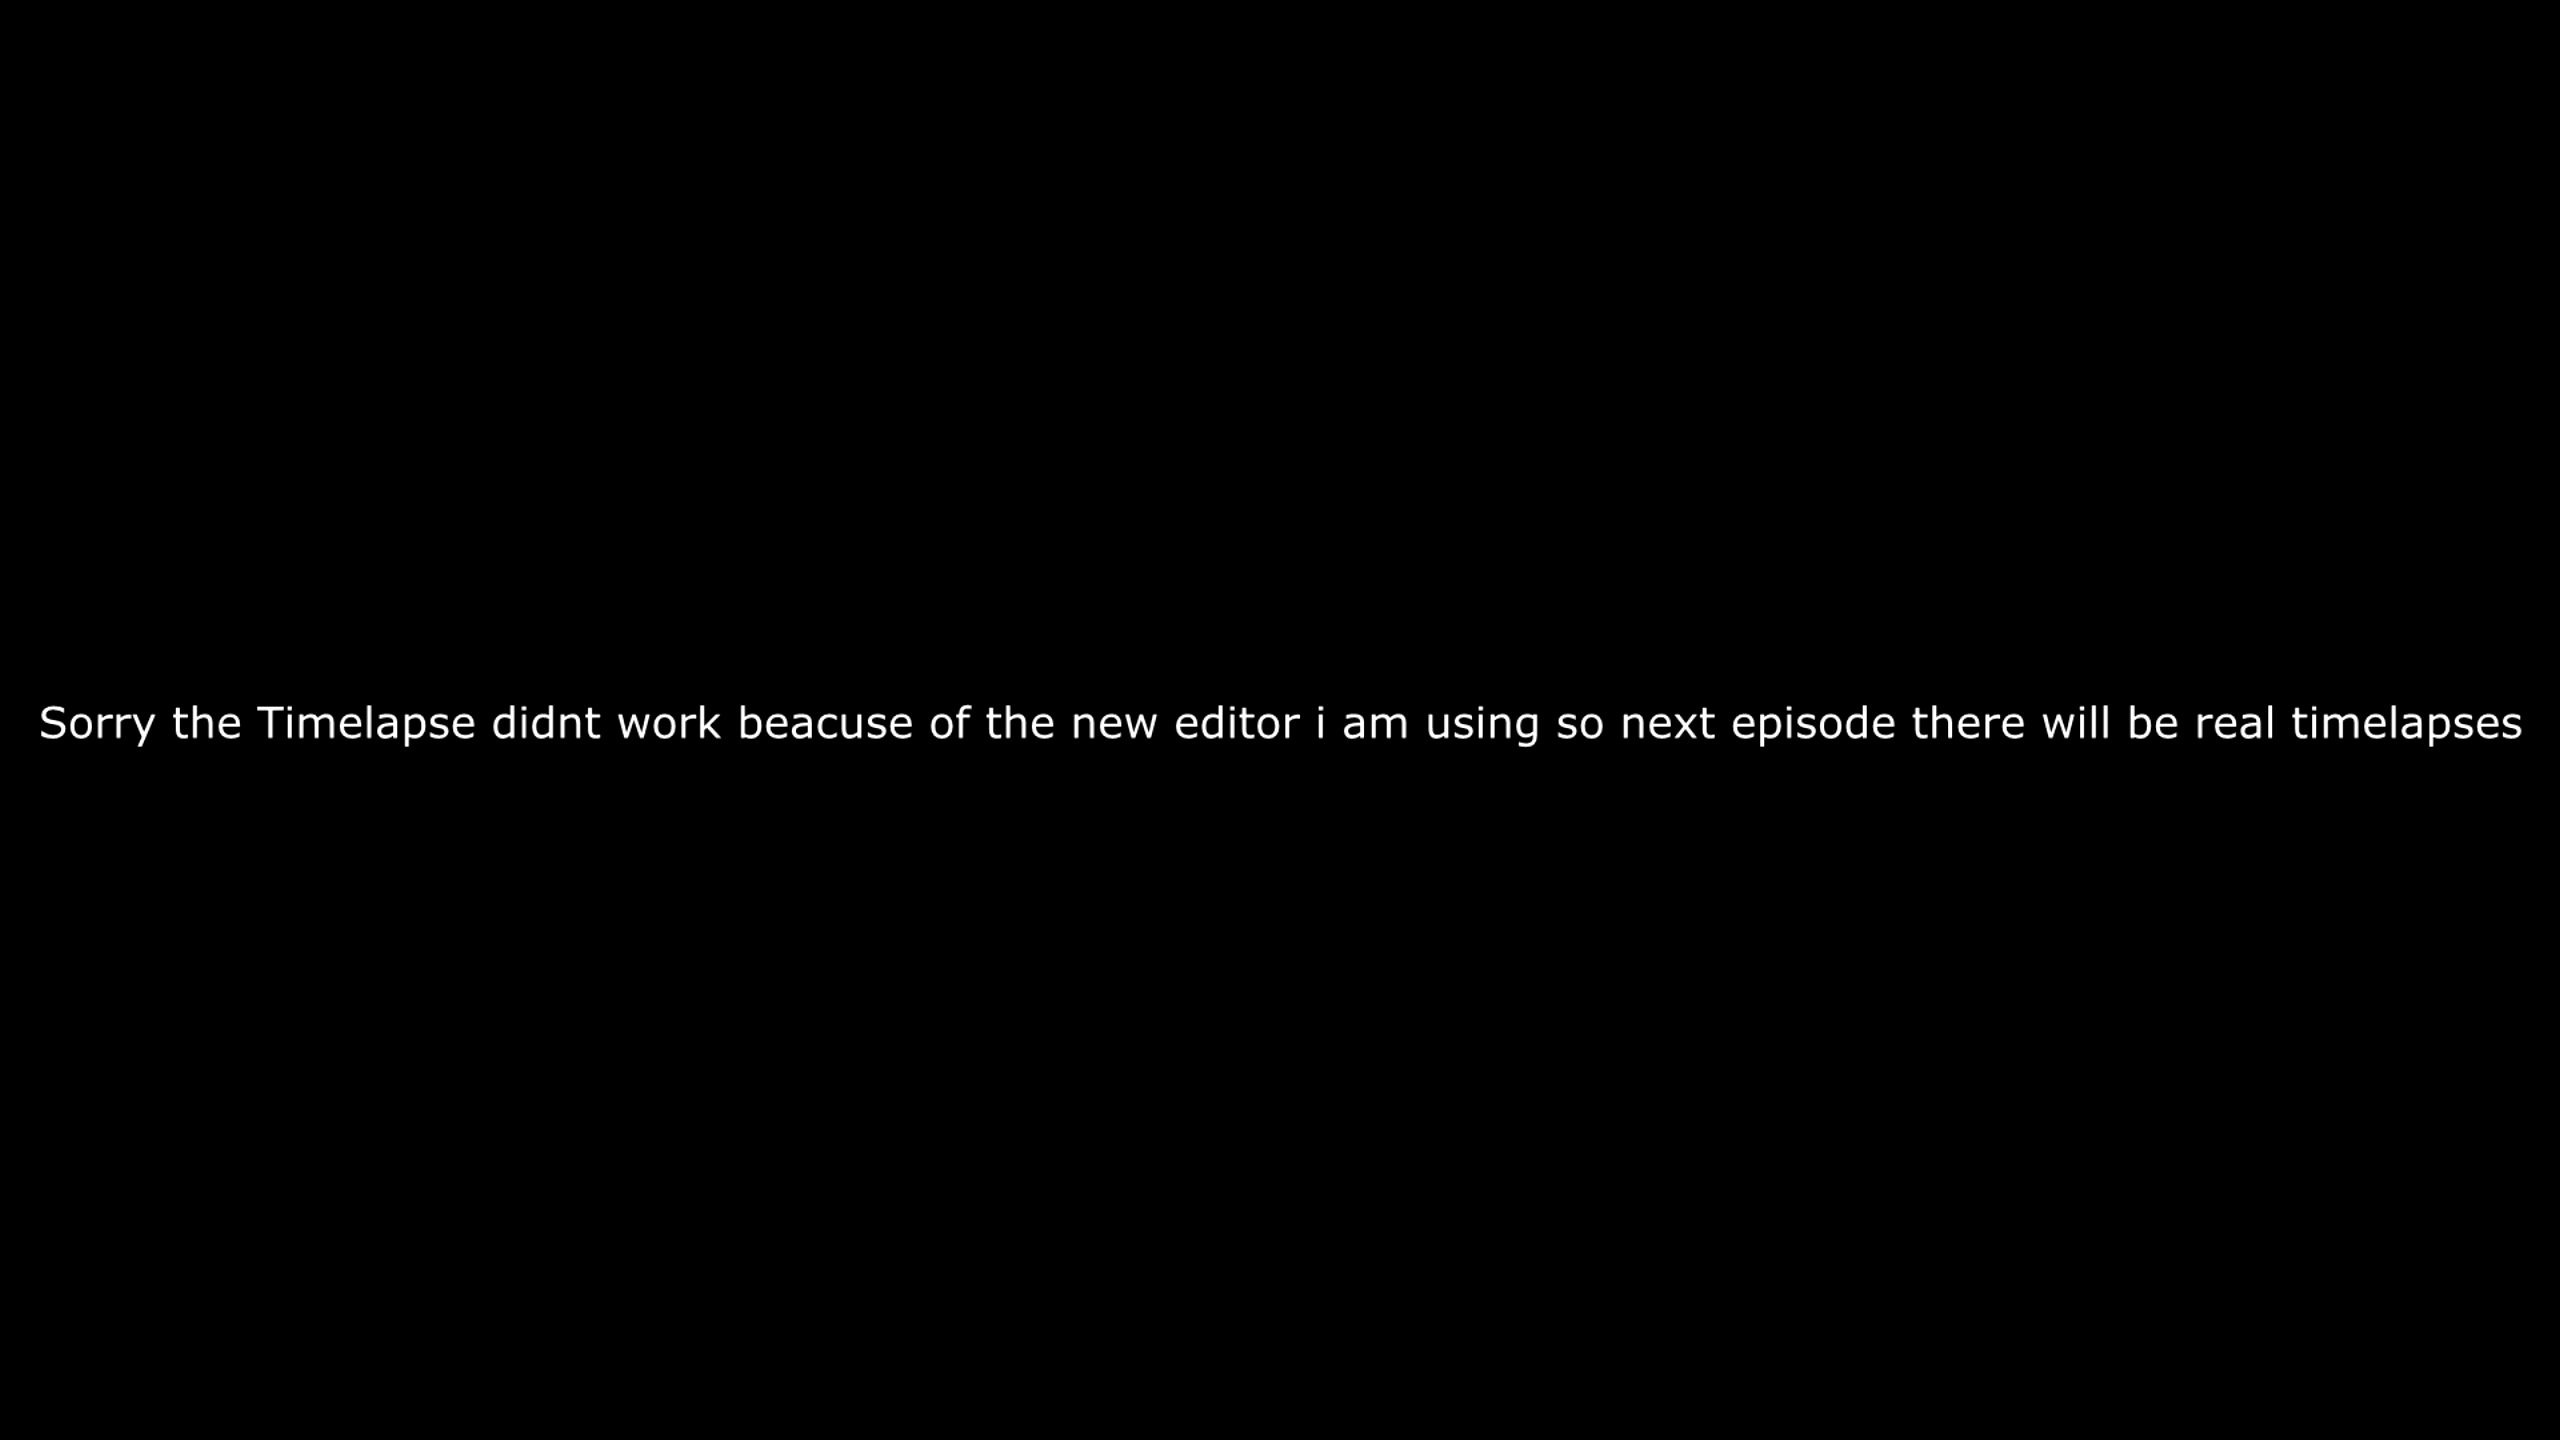 Sorry the Timelapse didnt work beacuse of the new editor i am using so next episode there will be real timelapses